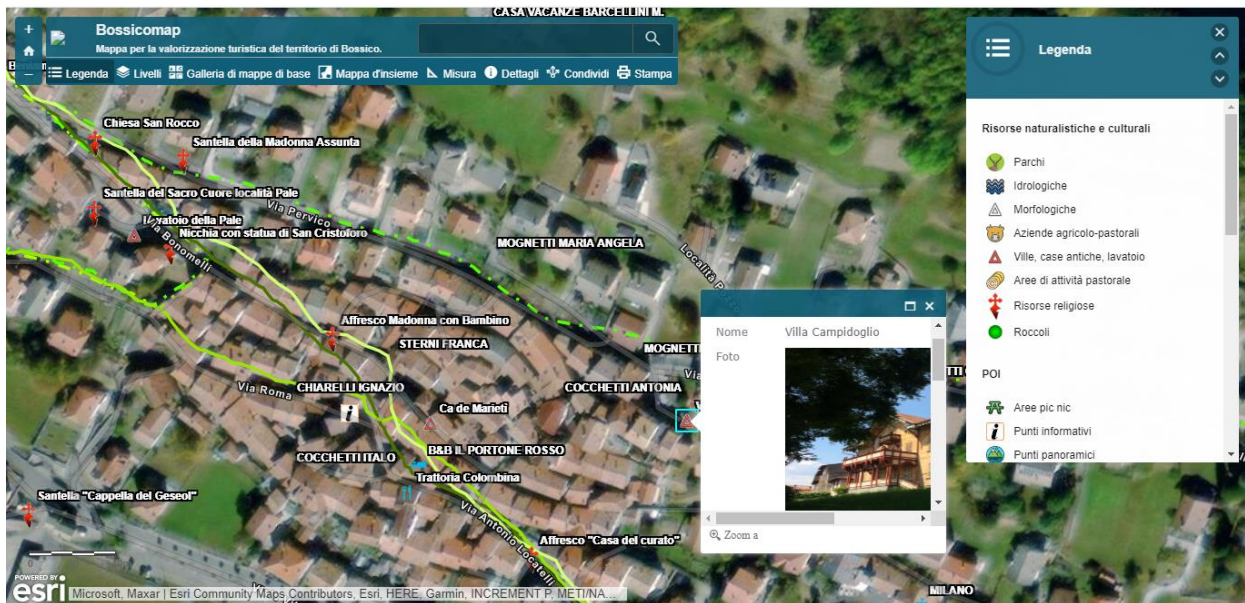 CASA VACANZE BARCELLINI M.
Bossicomap
Mappa per la valorizzazione turistica del territorio di Bossico.
Legenda Livelli Galleria di mappe di base Mappa d'insieme Misura Dettagli Condividi Stampa
Chiesa San Rocco
Santella della Madonna Assunta
Santella del Sacro Cuore località Pale
Via Pervico
Lavatoio della Pale
Nicchia con statua di San Cristoforo
Via Bonomelli
MOGNETTI MARIA ANGELA
Località
Affresco Madonna con Bambino
STERNI FRANCA
MOGNETTI
Via Roma
CHIARELLI IGNAZIO
COCCHETTI ANTONIA
Via
Ca de Marieti
COCCHETTI ITALO
B&B IL PORTONE ROSSO
Trattoria Colombina
Santella "Cappella del Geseol"
Via Antonio Locatelli
Affresco "Casa del curato"
MILANO
Nome Villa Campidoglio
Foto
Zoom a
Legenda
Risorse naturalistiche e culturali
Parchi
Idrologiche
Morfologiche
Aziende agricolo-pastorali
Ville, case antiche, lavatoio
Aree di attività pastorale
Risorse religiose
Roccoli
POI
Aree pic nic
Punti informativi
Punti panoramici
POWERED BY
esri
Microsoft, Maxar | Esri Community Maps Contributors, Esri, HERE, Garmin, INCREMENT P, METI/NA...